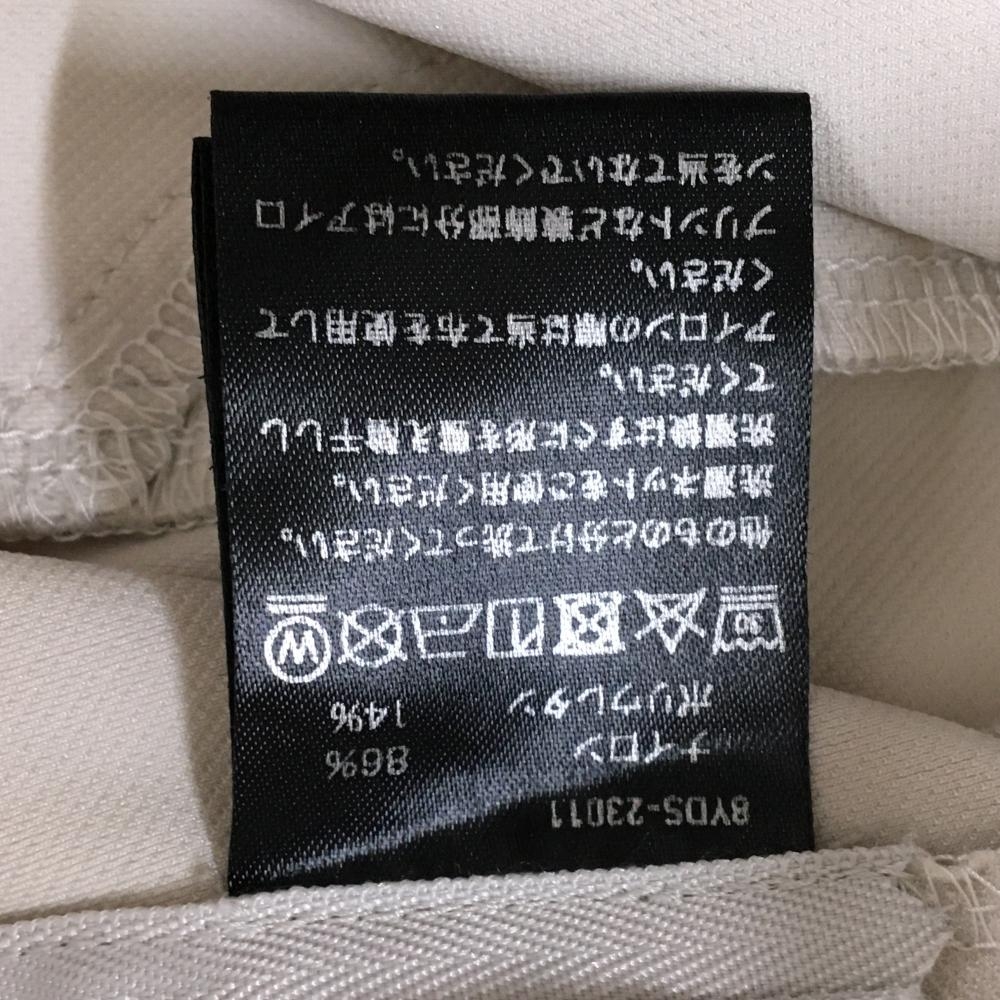 8YDS-23011
ナイロン 86%
ポリウレタン 14%
30
W
他のものと分けて洗ってください。
洗濯ネットをご使用ください。
洗濯後はすぐに形を整え陰干しし
てください。
アイロンの際は当て布を使用して
ください。
プリントなど装飾部分にはアイロ
ンを当てないでください。